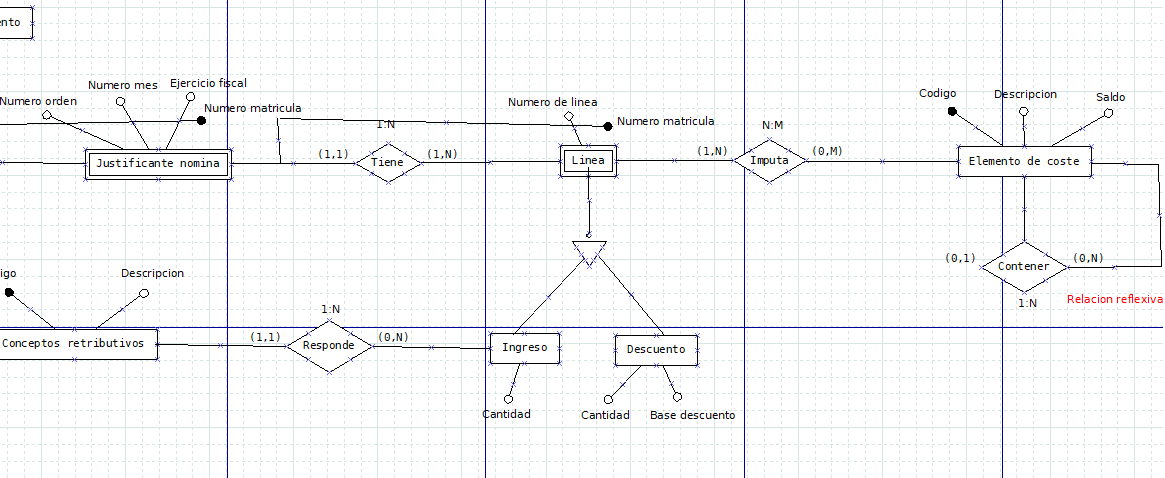 ento
Numero orden
Numero mes
Ejercicio fiscal
Numero matricula
Justificante nomina
1:N
(1,1)
Tiene
(1,N)
Numero de linea
Numero matricula
Linea
N:M
(1,N)
Imputa
(0,M)
Codigo
Descripcion
Saldo
Elemento de coste
(0,1)
Contener
(0,N)
1:N
Relacion reflexiva
igo
Descripcion
Conceptos retributivos
1:N
(1,1)
Responde
(0,N)
Ingreso
Descuento
Cantidad
Cantidad
Base descuento